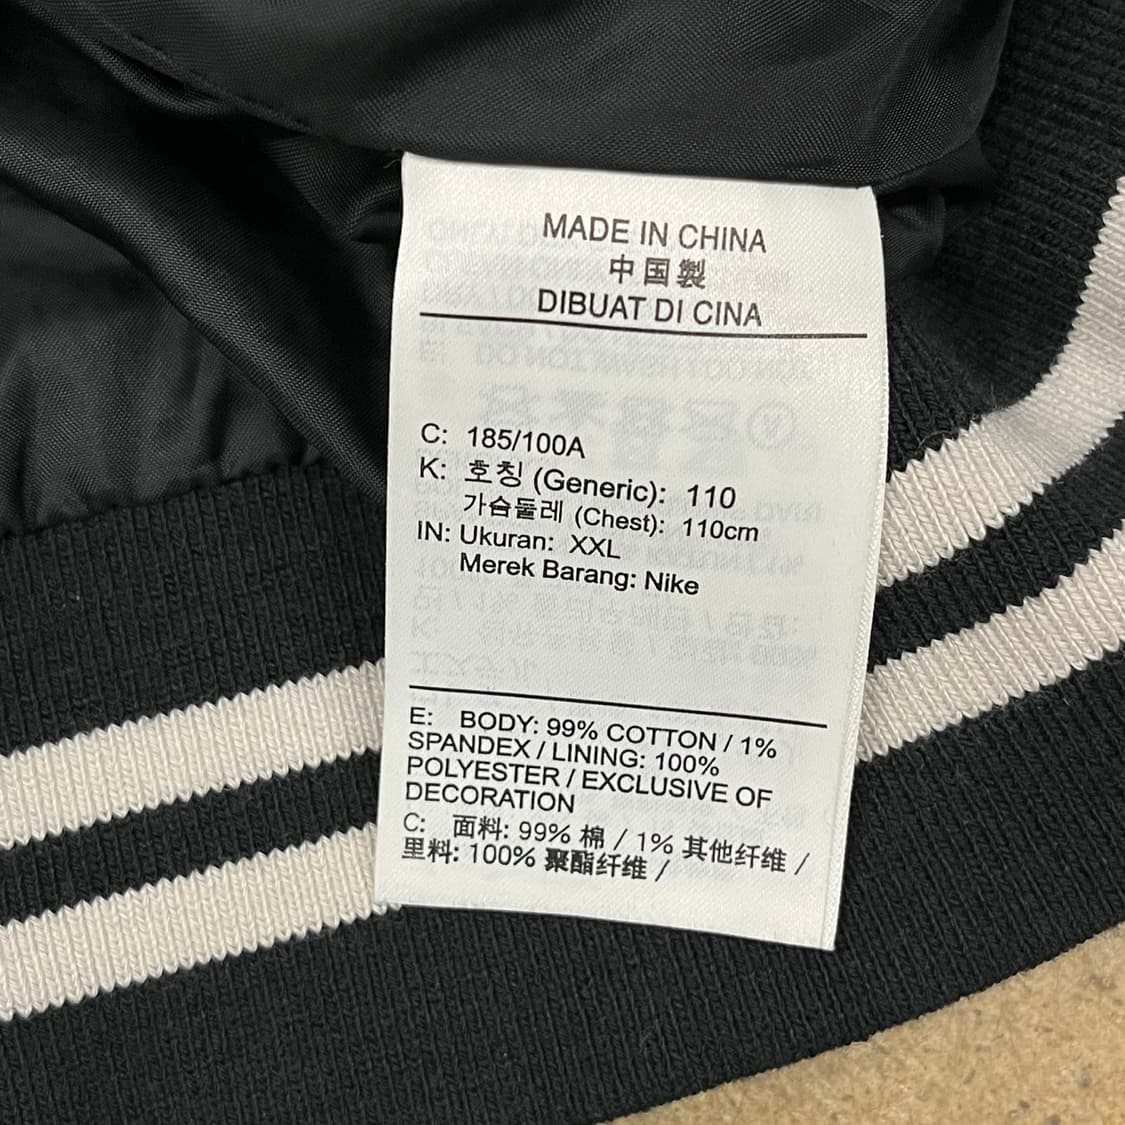 MADE IN CHINA
中国製
DIBUAT DI CINA
C: 185/100A
K: 호칭 (Generic): 110
가슴둘레 (Chest): 110cm
IN: Ukuran: XXL
Merek Barang: Nike
E: BODY: 99% COTTON / 1%
SPANDEX / LINING: 100%
POLYESTER / EXCLUSIVE OF
DECORATION
C: 面料: 99% 棉 / 1% 其他纤维 /
里料: 100% 聚酯纤维 /